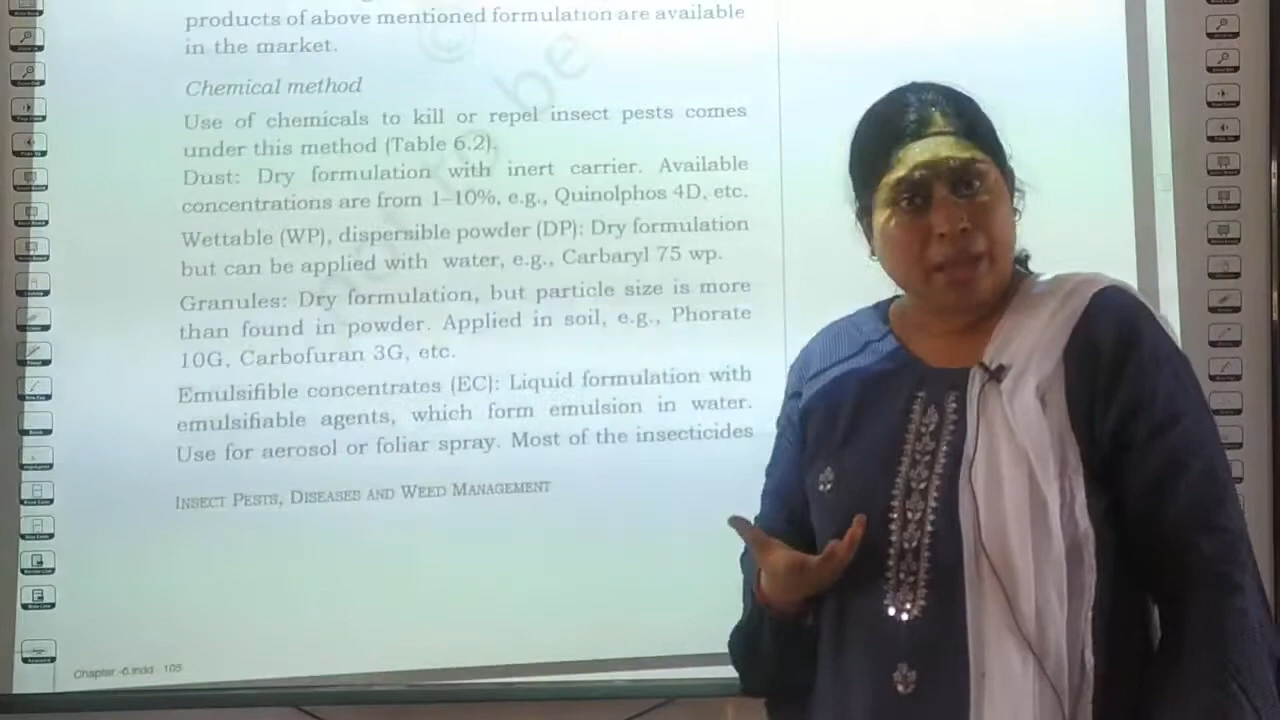 products of above mentioned formulation are available
in the market.
Chemical method
Use of chemicals to kill or repel insect pests comes
under this method (Table 6.2).
Dust: Dry formulation with inert carrier. Available
concentrations are from 1–10%, e.g., Quinolphos 4D, etc.
Wettable (WP), dispersible powder (DP): Dry formulation
but can be applied with water, e.g., Carbaryl 75 wp.
Granules: Dry formulation, but particle size is more
than found in powder. Applied in soil, e.g., Phorate
10G, Carbofuran 3G, etc.
Emulsifible concentrates (EC): Liquid formulation with
emulsifiable agents, which form emulsion in water.
Use for aerosol or foliar spray. Most of the insecticides
INSECT PESTS, DISEASES AND WEED MANAGEMENT
Chapter -6.indd 105
© not to be